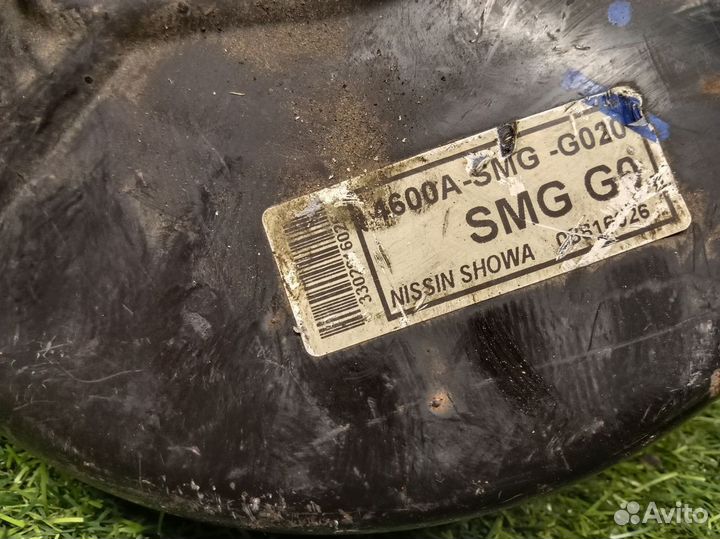 4600A-SMG -G020
SMG G0
NISSIN SHOWA
Avito